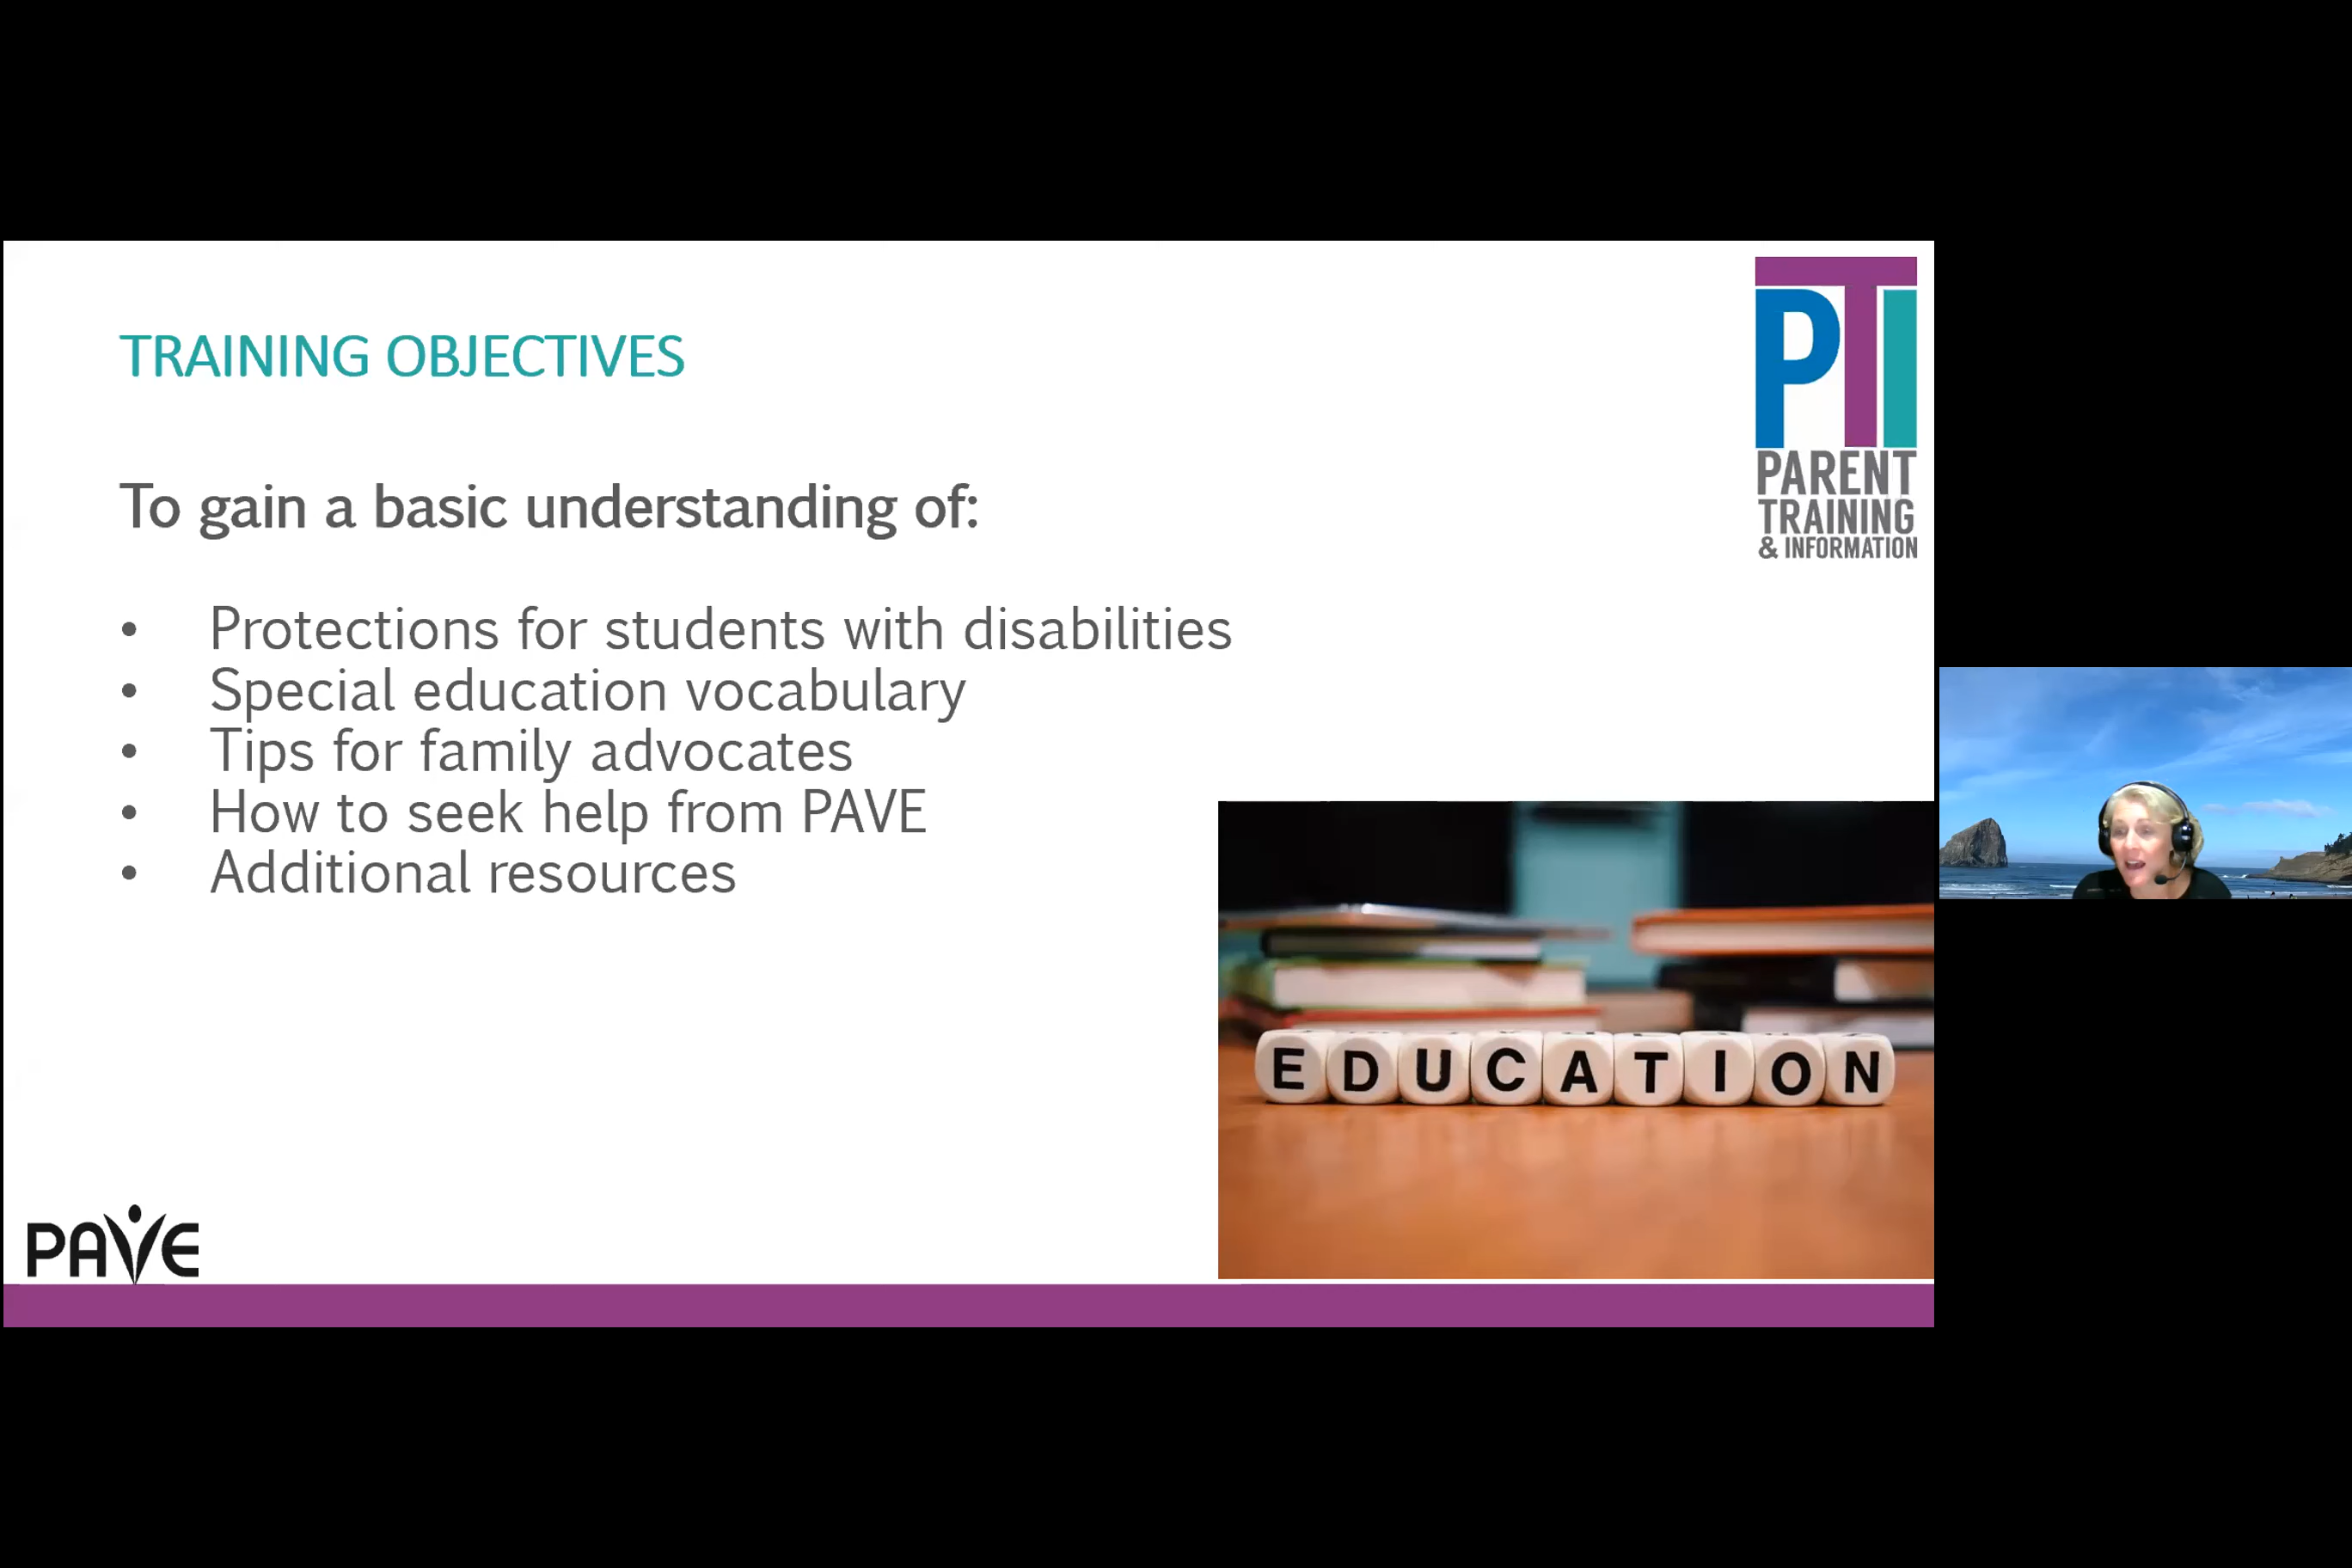 TRAINING OBJECTIVES
To gain a basic understanding of:
• Protections for students with disabilities
• Special education vocabulary
• Tips for family advocates
• How to seek help from PAVE
• Additional resources
PTI
PARENT
TRAINING
& INFORMATION
EDUCATION
PAVE